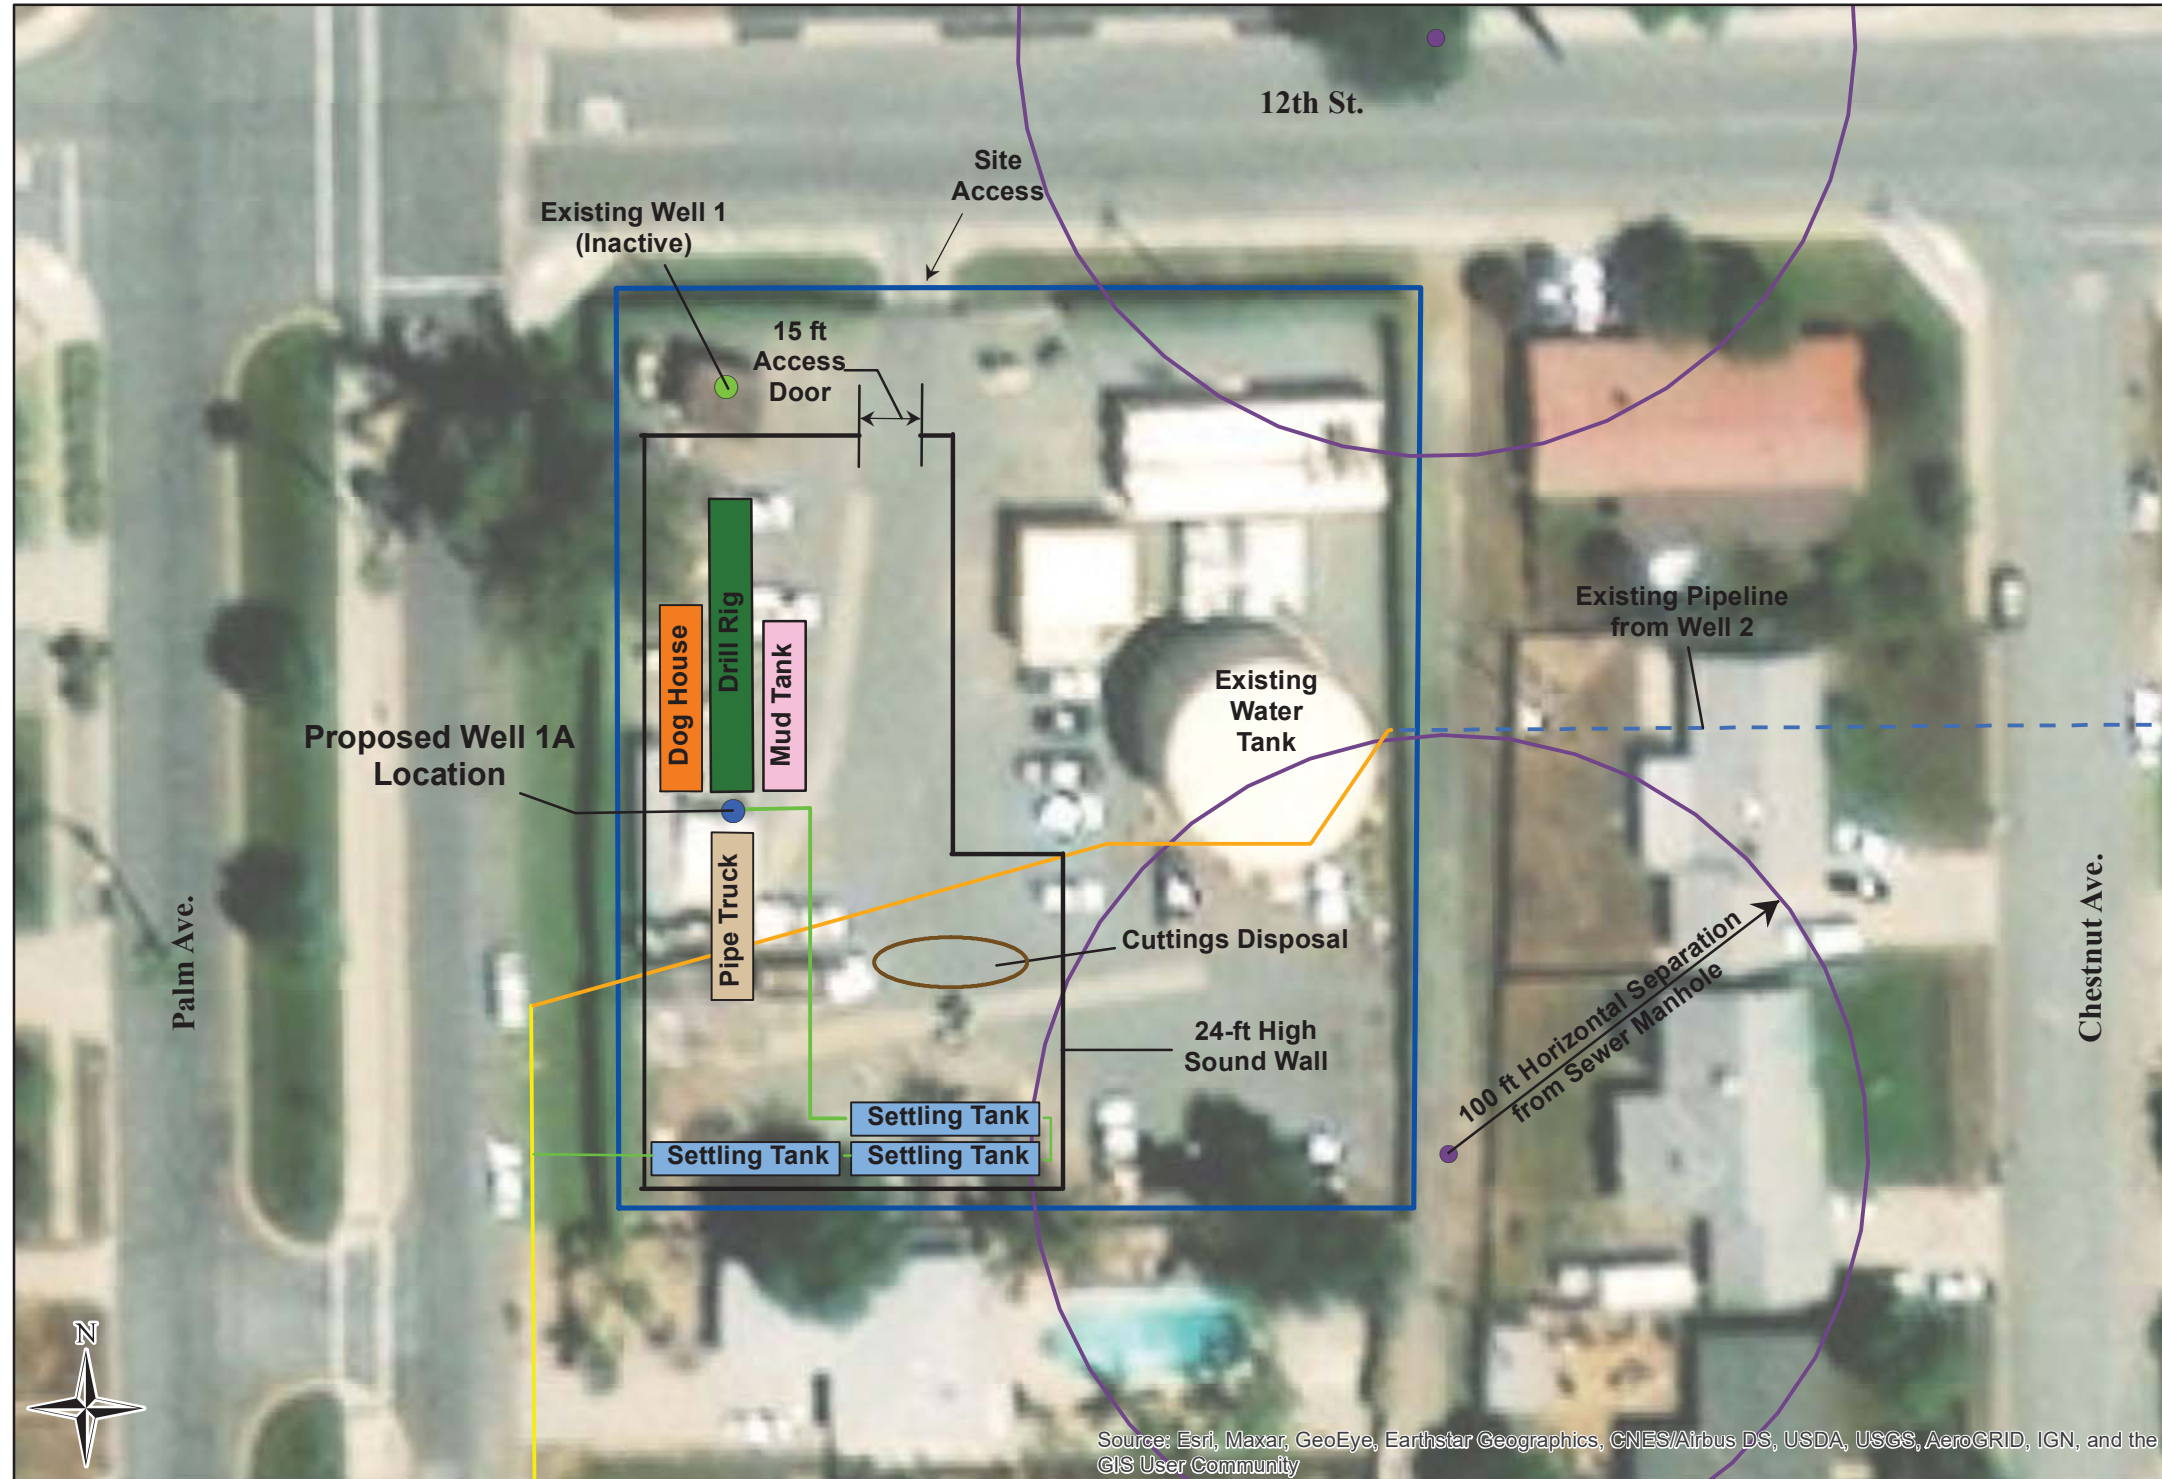 12th St.
Site
Access
Existing Well 1
(Inactive)
15 ft
Access
Door
Existing Pipeline
from Well 2
Dog House
Drill Rig
Mud Tank
Existing
Water
Tank
Proposed Well 1A
Location
Pipe Truck
Cuttings Disposal
Palm Ave.
Chestnut Ave.
100 ft Horizontal Separation
from Sewer Manhole
24-ft High
Sound Wall
Settling Tank
Settling Tank
Settling Tank
N
Source: Esri, Maxar, GeoEye, Earthstar Geographics, CNES/Airbus DS, USDA, USGS, AeroGRID, IGN, and the
GIS User Community